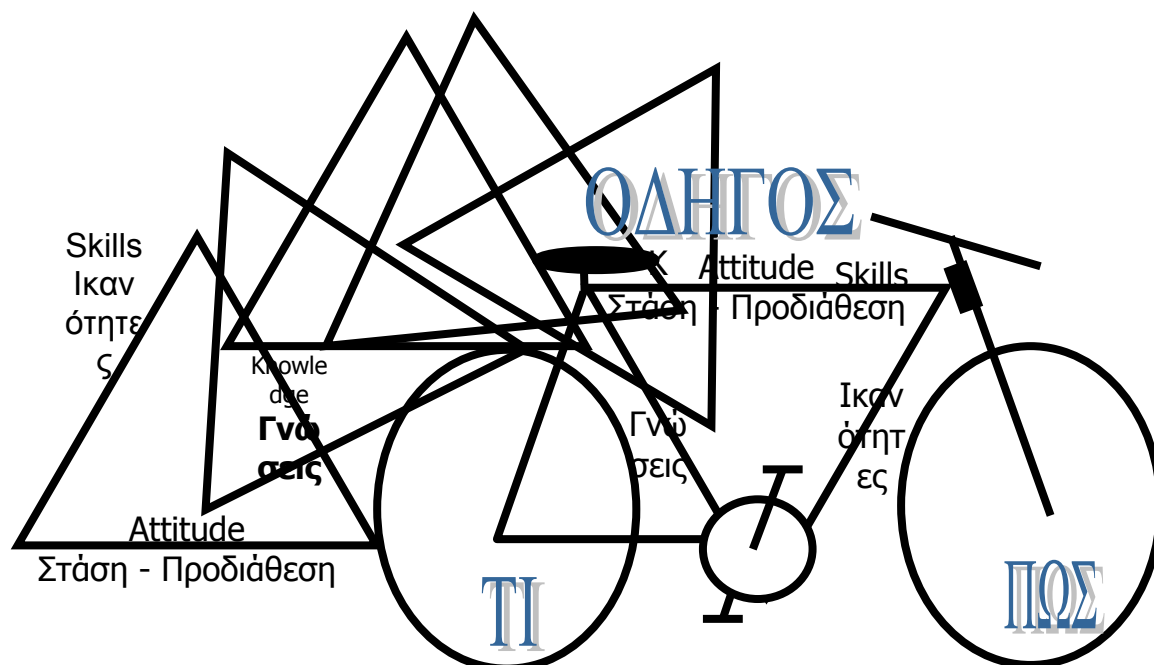 ΟΔΗΓΟΣ
Skills
Ικαν
ότητε
ς
Attitude
Στάση - Προδιάθεση
Skills
Knowle
dge
Γνώ
σεις
Γνώ
σεις
Ικαν
ότητ
ες
Attitude
Στάση - Προδιάθεση
ΤΙ
ΠΩΣ